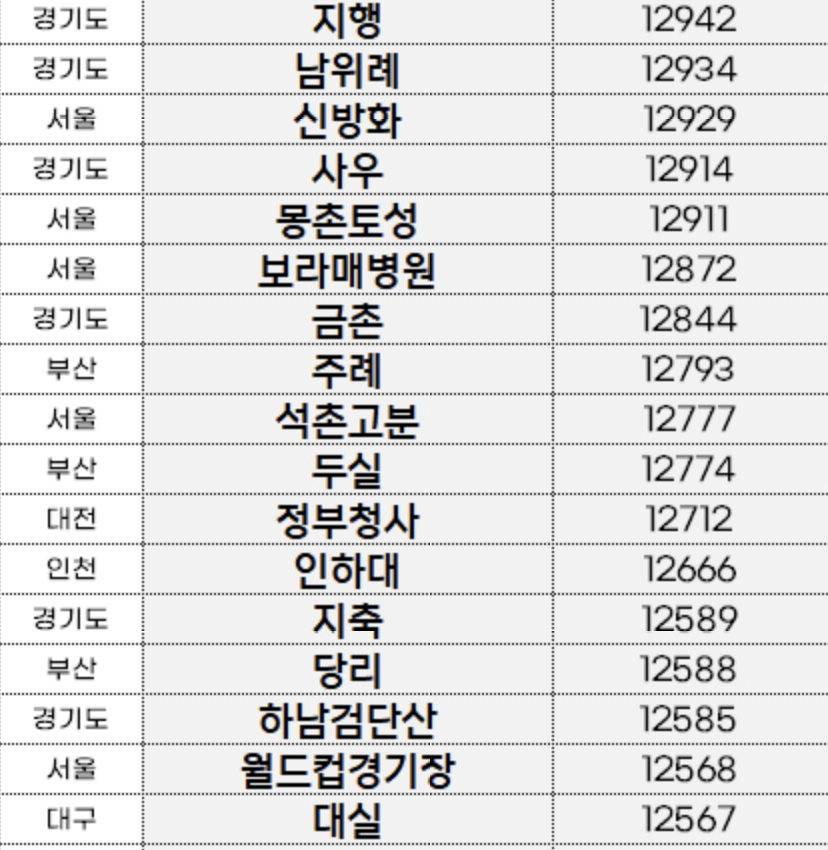 경기도 지행 12942
경기도 남위례 12934
서울 신방화 12929
경기도 사우 12914
서울 몽촌토성 12911
서울 보라매병원 12872
경기도 금촌 12844
부산 주례 12793
서울 석촌고분 12777
부산 두실 12774
대전 정부청사 12712
인천 인하대 12666
경기도 지축 12589
부산 당리 12588
경기도 하남검단산 12585
서울 월드컵경기장 12568
대구 대실 12567